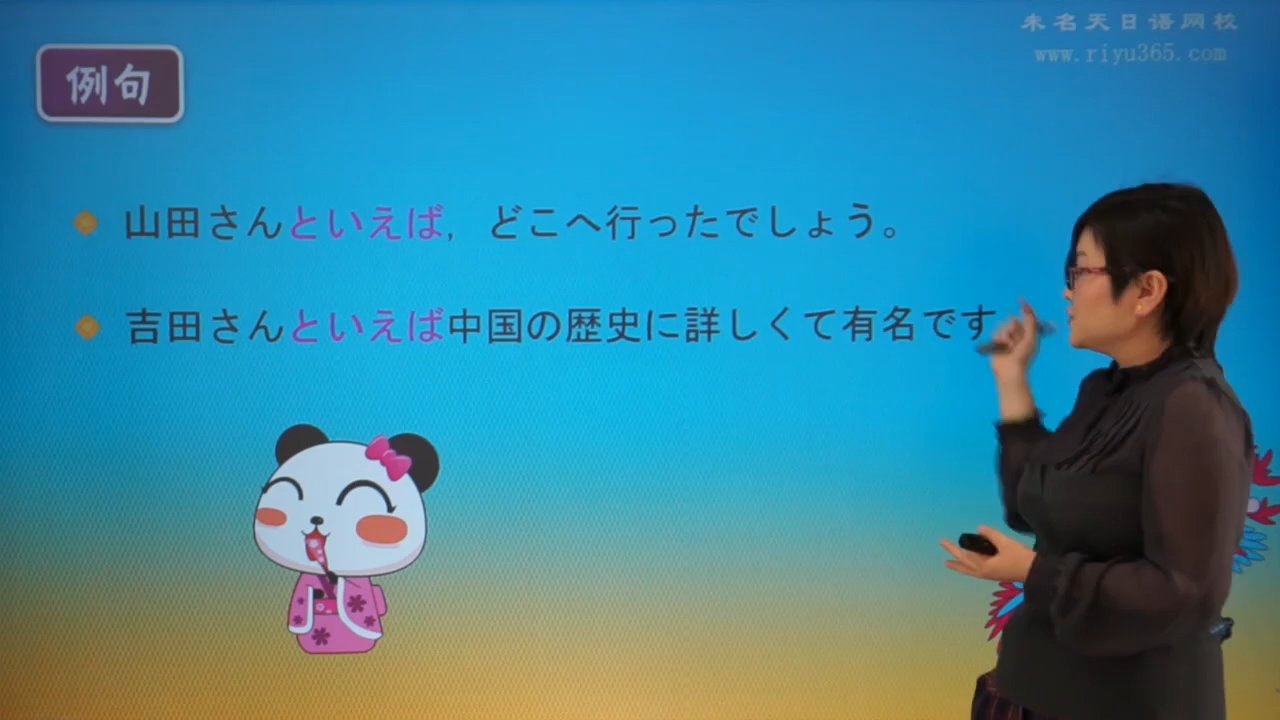 未名天日语网校
www.riyu365.com
例句
山田さんといえば，どこへ行ったでしょう。
吉田さんといえば中国の歴史に詳しくて有名です